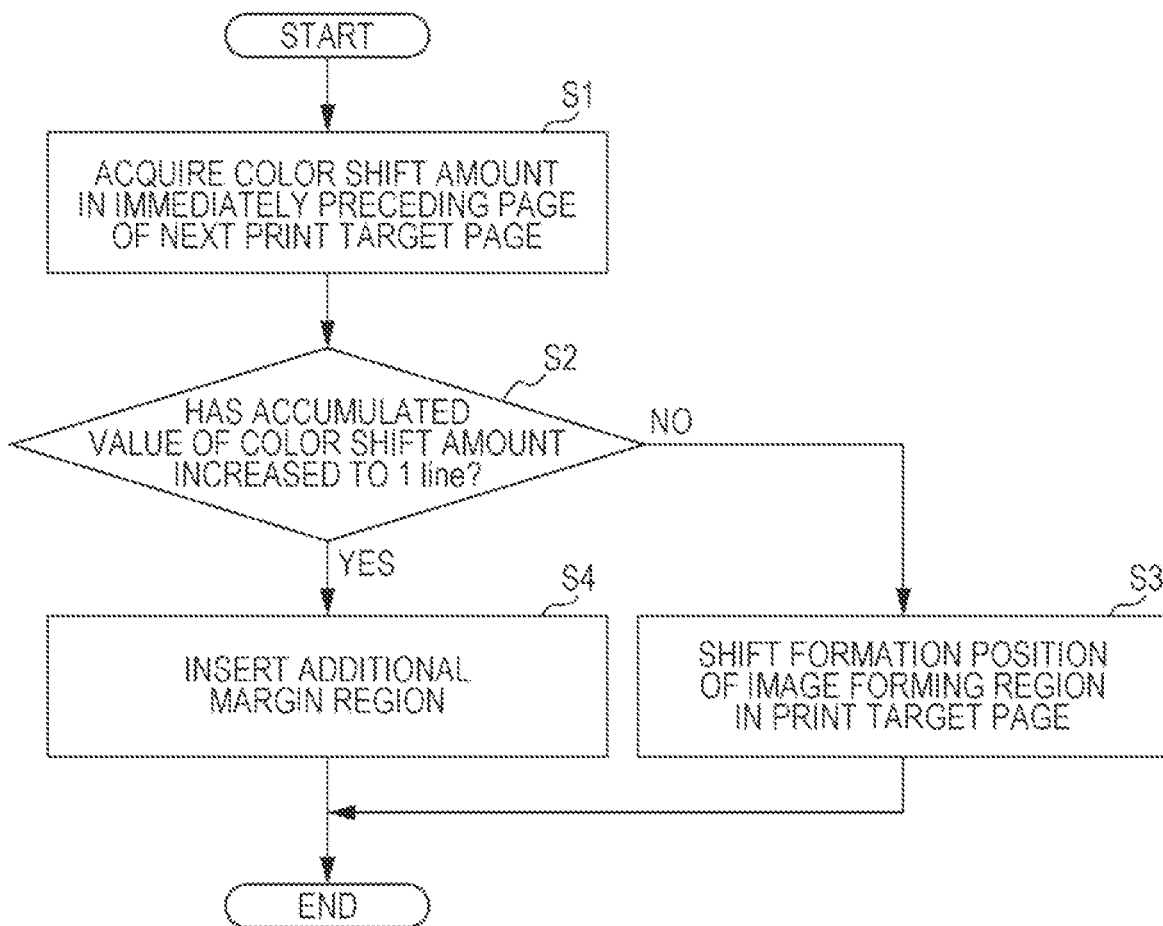 START
S1
ACQUIRE COLOR SHIFT AMOUNT
IN IMMEDIATELY PRECEDING PAGE
OF NEXT PRINT TARGET PAGE
S2
HAS ACCUMULATED
VALUE OF COLOR SHIFT AMOUNT
INCREASED TO 1 line?
NO
YES
S4
INSERT ADDITIONAL
MARGIN REGION
S3
SHIFT FORMATION POSITION
OF IMAGE FORMING REGION
IN PRINT TARGET PAGE
END